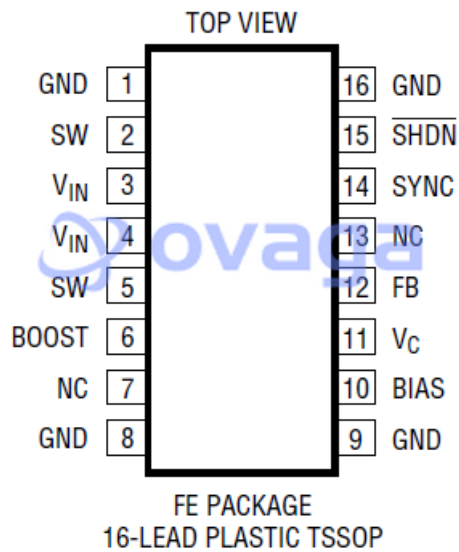 TOP VIEW
GND 1 16 GND
SW 2 15 SHDN
VIN 3 14 SYNC
VIN 4 13 NC
ovaga
SW 5 12 FB
BOOST 6 11 VC
NC 7 10 BIAS
GND 8 9 GND
FE PACKAGE
16-LEAD PLASTIC TSSOP